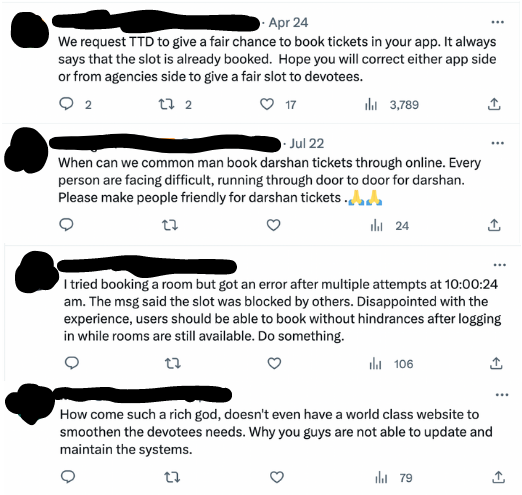 · Apr 24
We request TTD to give a fair chance to book tickets in your app. It always
says that the slot is already booked.  Hope you will correct either app side
or from agencies side to give a fair slot to devotees.
2 2 17 3,789
· Jul 22
When can we common man book darshan tickets through online. Every
person are facing difficult, running through door to door for darshan.
Please make people friendly for darshan tickets .🙏🙏
24
I tried booking a room but got an error after multiple attempts at 10:00:24
am. The msg said the slot was blocked by others. Disappointed with the
experience, users should be able to book without hindrances after logging
in while rooms are still available. Do something.
106
How come such a rich god, doesn't even have a world class website to
smoothen the devotees needs. Why you guys are not able to update and
maintain the systems.
79